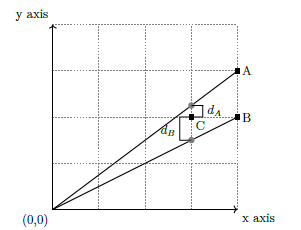 y axis
A
d_A
C
B
d_B
(0,0)
x axis